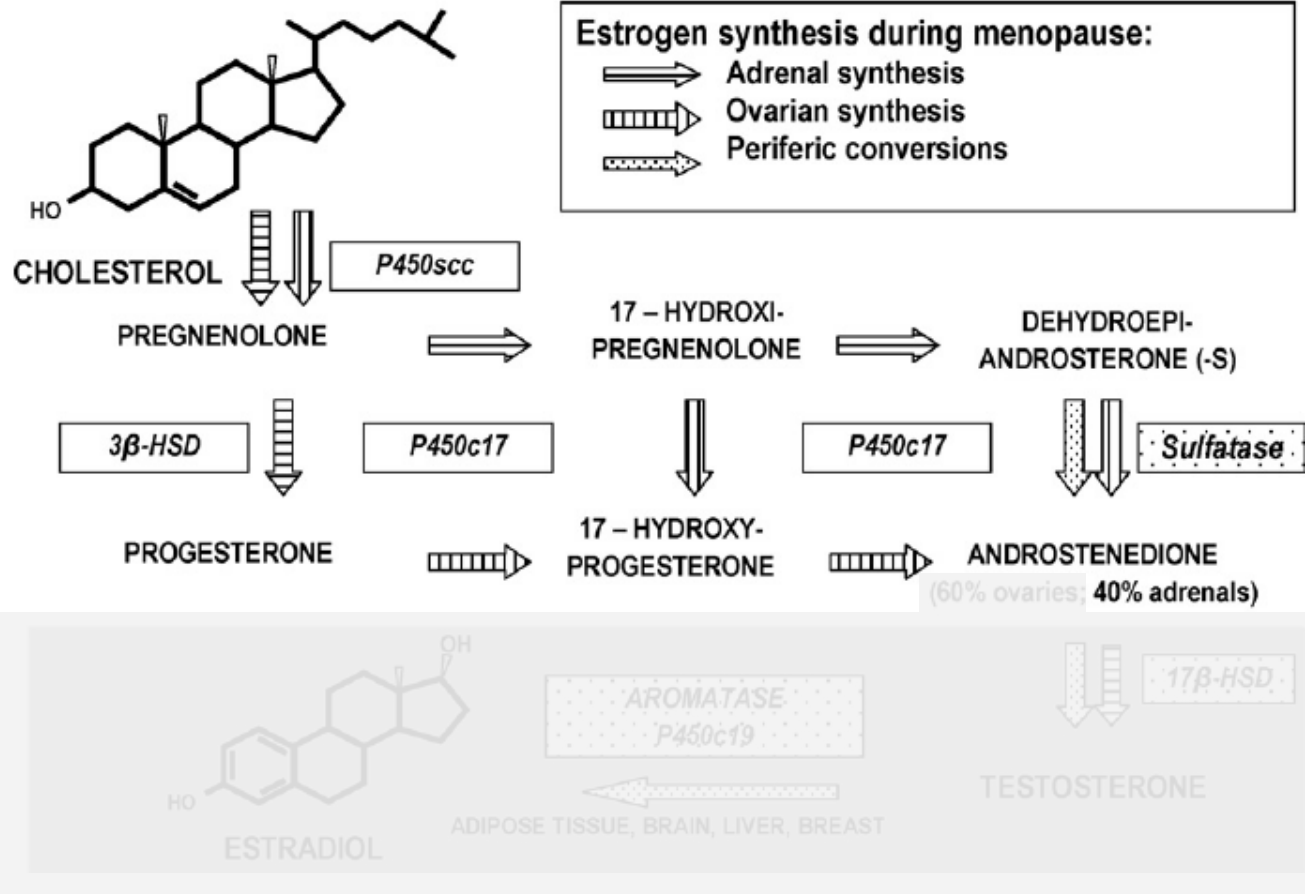 Estrogen synthesis during menopause:
Adrenal synthesis
Ovarian synthesis
Periferic conversions
HO
CHOLESTEROL
P450scc
PREGNENOLONE
17 – HYDROXI-
PREGNENOLONE
DEHYDROEPI-
ANDROSTERONE (-S)
3β-HSD
P450c17
P450c17
Sulfatase
PROGESTERONE
17 – HYDROXY-
PROGESTERONE
ANDROSTENEDIONE
(60% ovaries; 40% adrenals)
OH
AROMATASE
P450c19
17β-HSD
HO
TESTOSTERONE
ADIPOSE TISSUE, BRAIN, LIVER, BREAST
ESTRADIOL